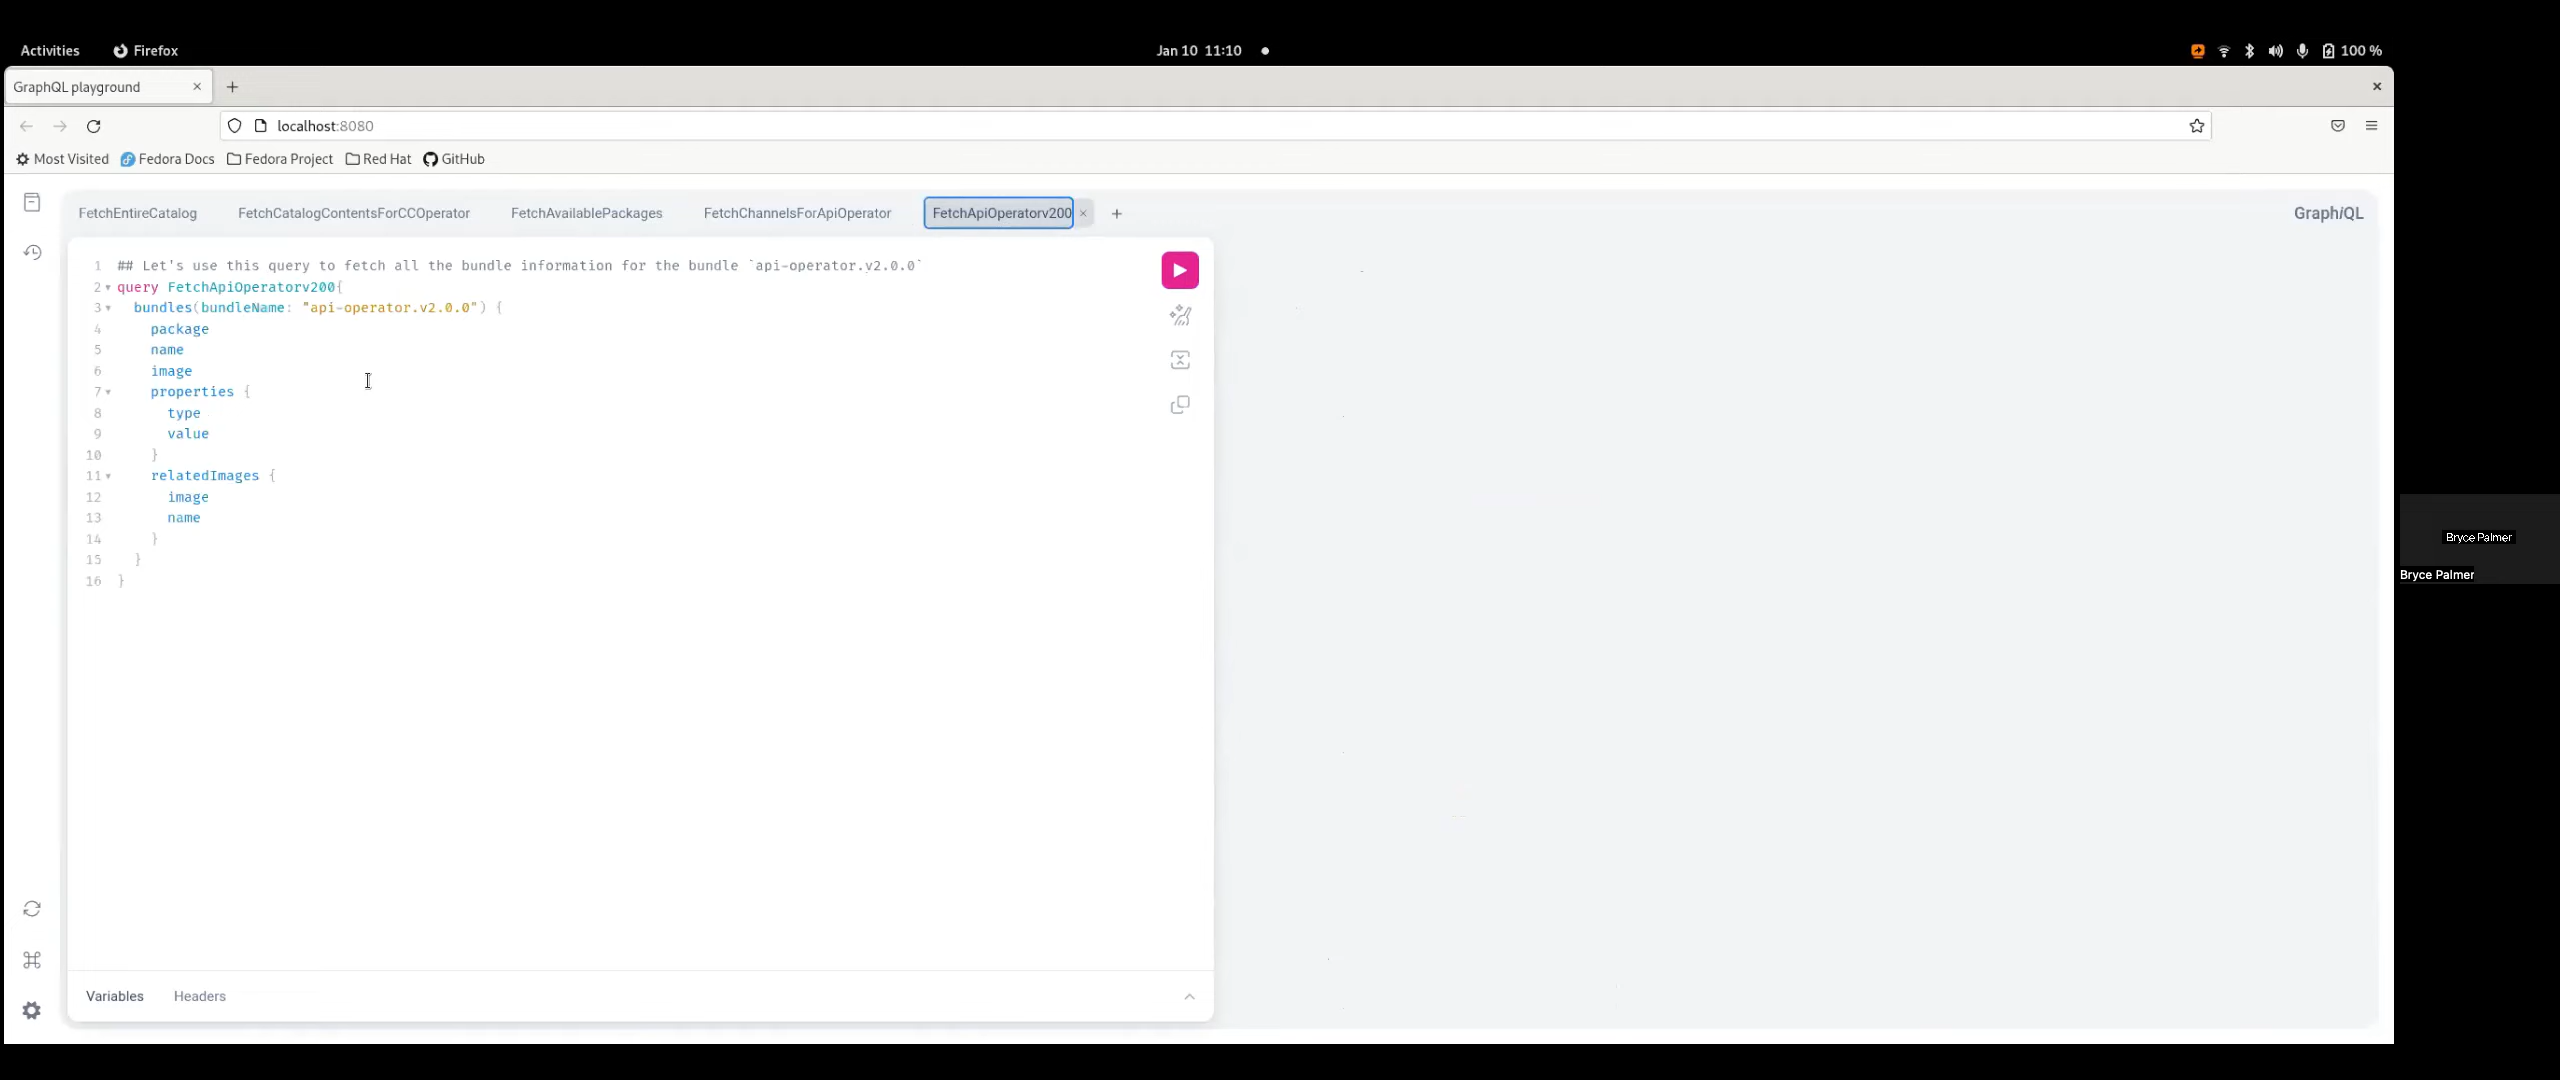 Activities Firefox Jan 10 11:10 100 %
GraphQL playground
localhost:8080
Most Visited Fedora Docs Fedora Project Red Hat GitHub
FetchEntireCatalog FetchCatalogContentsForCCOperator FetchAvailablePackages FetchChannelsForApiOperator FetchApiOperatorv200 GraphiQL
1 ## Let's use this query to fetch all the bundle information for the bundle `api-operator.v2.0.0`
2 query FetchApiOperatorv200{
3 bundles(bundleName: "api-operator.v2.0.0") {
4 package
5 name
6 image
7 properties {
8 type
9 value
10 }
11 relatedImages {
12 image
13 name
14 }
15 }
16 }
Variables Headers
Bryce Palmer
Bryce Palmer